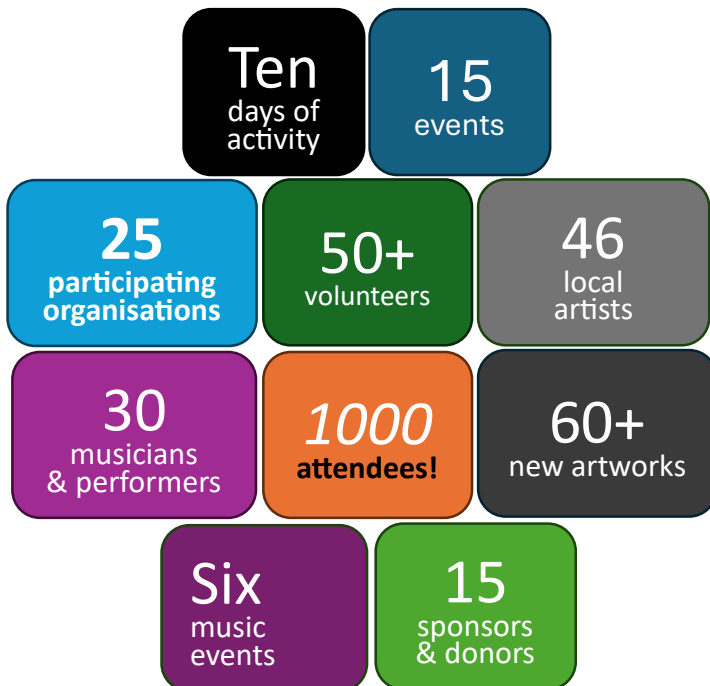 Ten
days of
activity
15
events
25
participating
organisations
50+
volunteers
46
local
artists
30
musicians
& performers
1000
attendees!
60+
new artworks
Six
music
events
15
sponsors
& donors